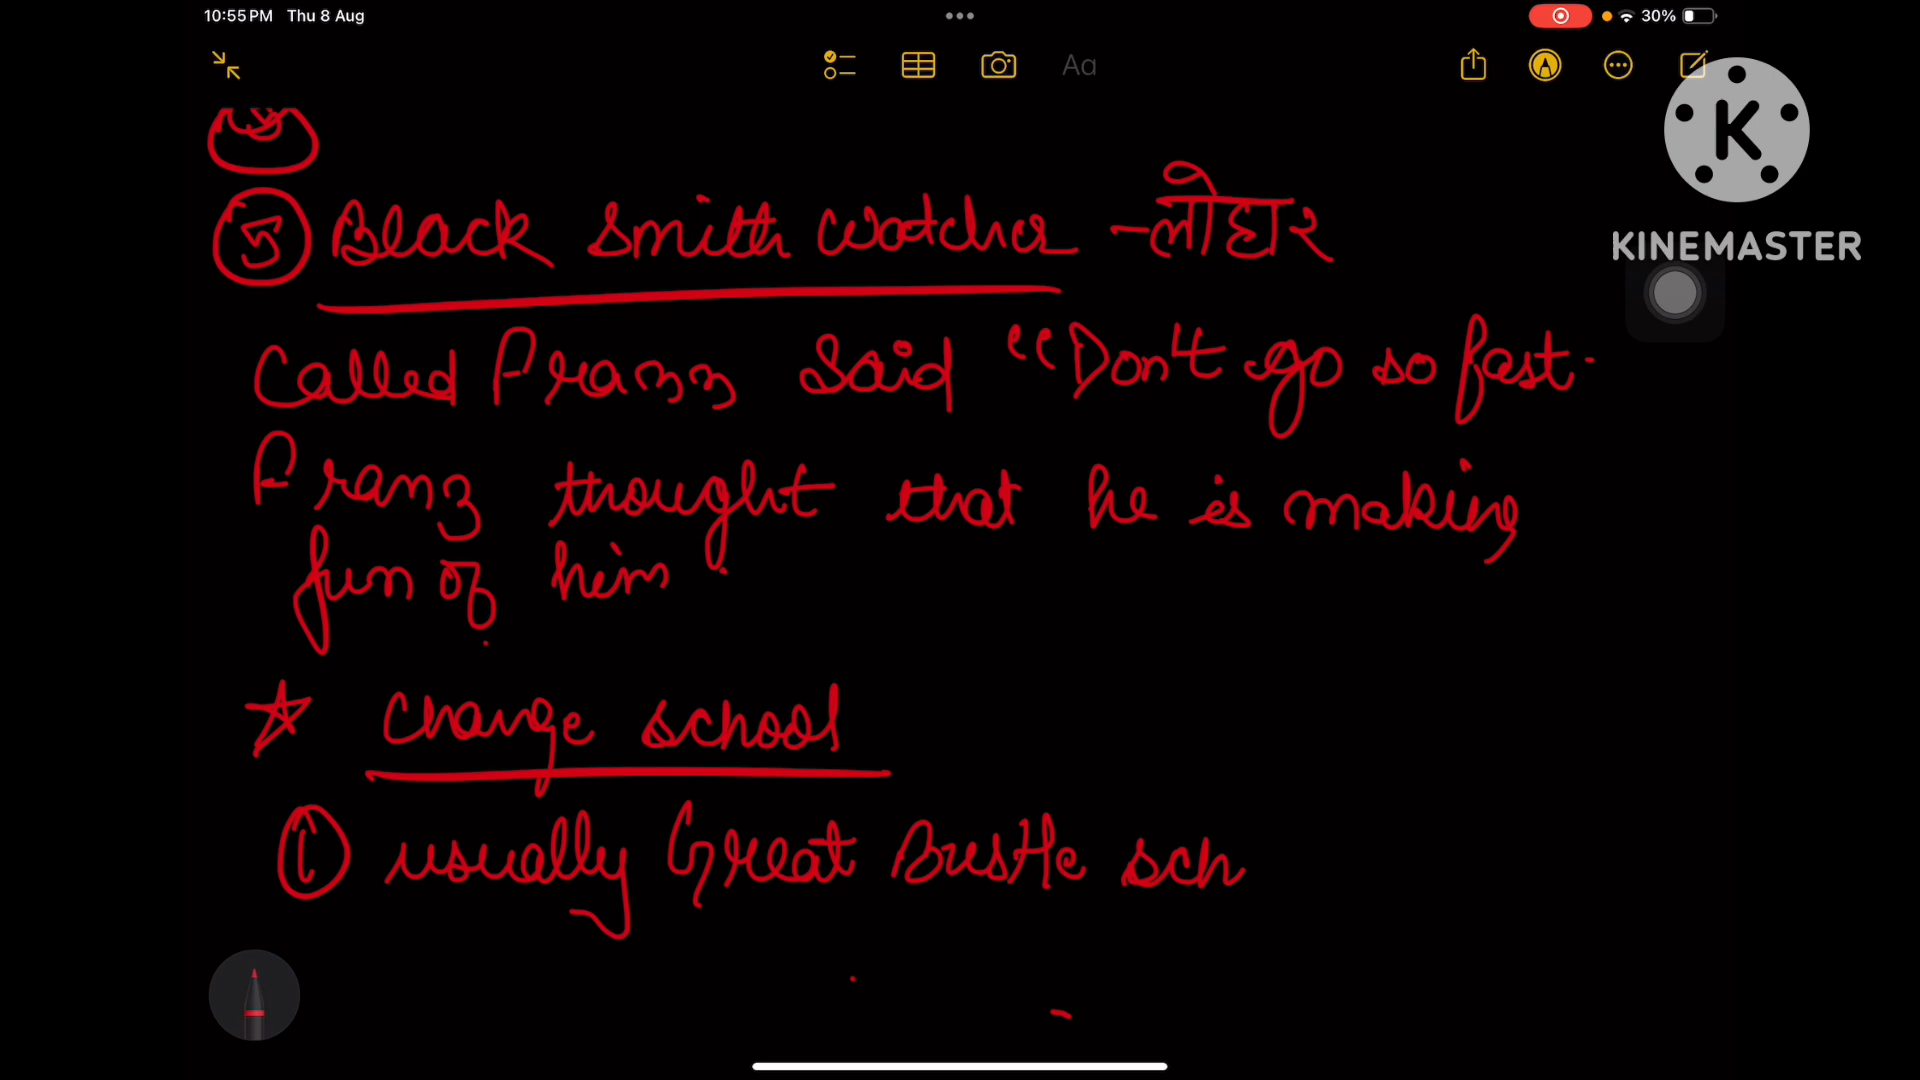 10:55 PM Thu 8 Aug
30%
Aa
K
KINEMASTER
5 Black smith watcher - लोहार
Called Franz said “Don't go so fast.
Franz thought that he is making
fun of him.
☆ Change school
1 usually Great Bustle sch